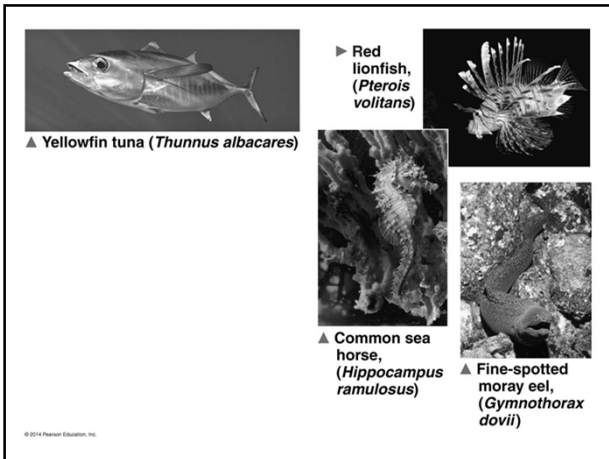 ▲ Yellowfin tuna (Thunnus albacares)
► Red
lionfish,
(Pterois
volitans)
▲ Common sea
horse,
(Hippocampus
ramulosus)
▲ Fine-spotted
moray eel,
(Gymnothorax
dovii)
© 2014 Pearson Education, Inc.